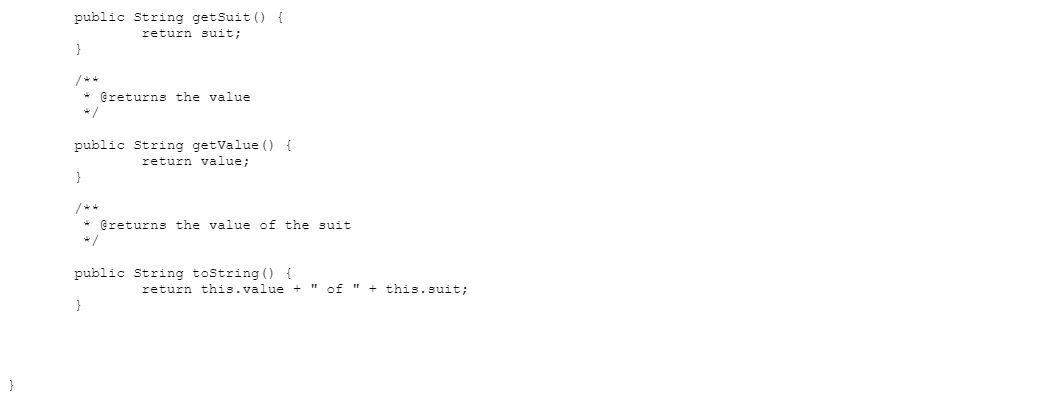 public String getSuit() {
return suit;
}
/**
* @returns the value
*/
public String getValue() {
return value;
}
/**
* @returns the value of the suit
*/
public String toString() {
return this.value + " of " + this.suit;
}
}